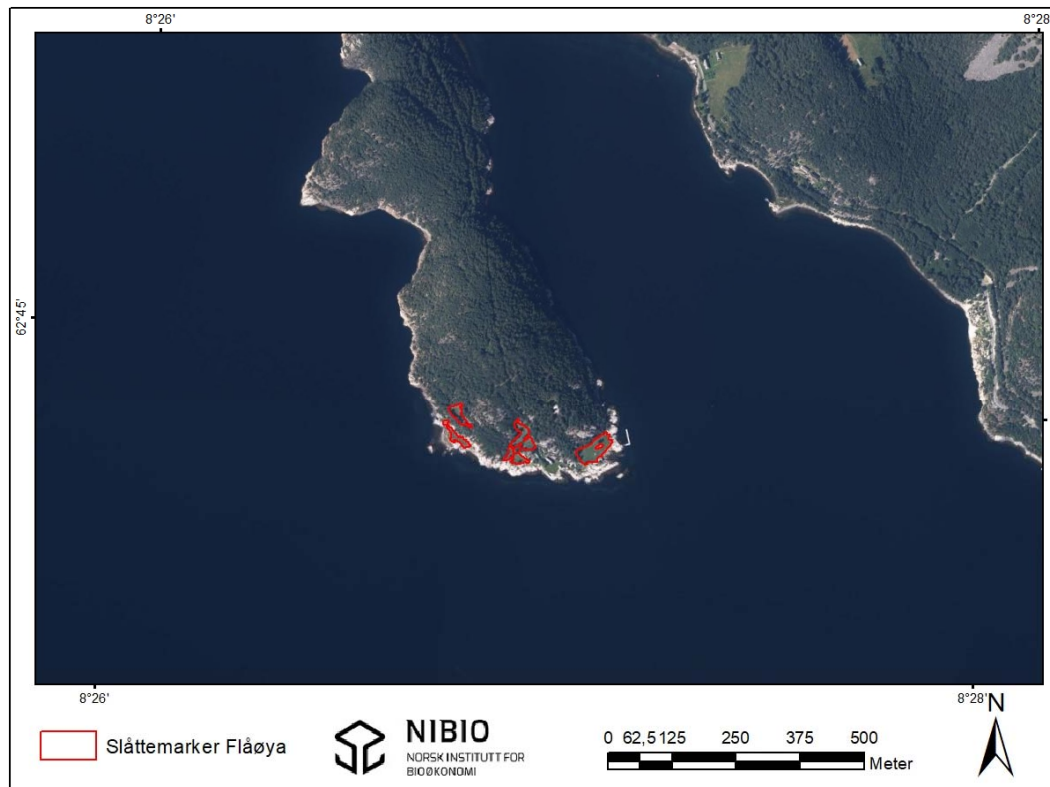 8°26'
8°28'
62°45'
8°26'
8°28'
Slåttemarker Flåøya
NIBIO
NORSK INSTITUTT FOR
BIOØKONOMI
0 62,5 125 250 375 500
Meter
N